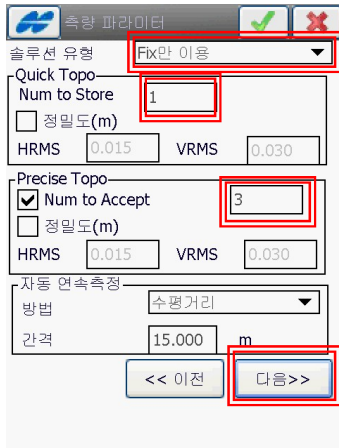 측량 파라미터
솔루션 유형 Fix만 이용
Quick Topo
Num to Store 1
정밀도(m)
HRMS 0.015 VRMS 0.030
Precise Topo
Num to Accept 3
정밀도(m)
HRMS 0.015 VRMS 0.030
자동 연속측정
방법 수평거리
간격 15.000 m
<< 이전 다음>>